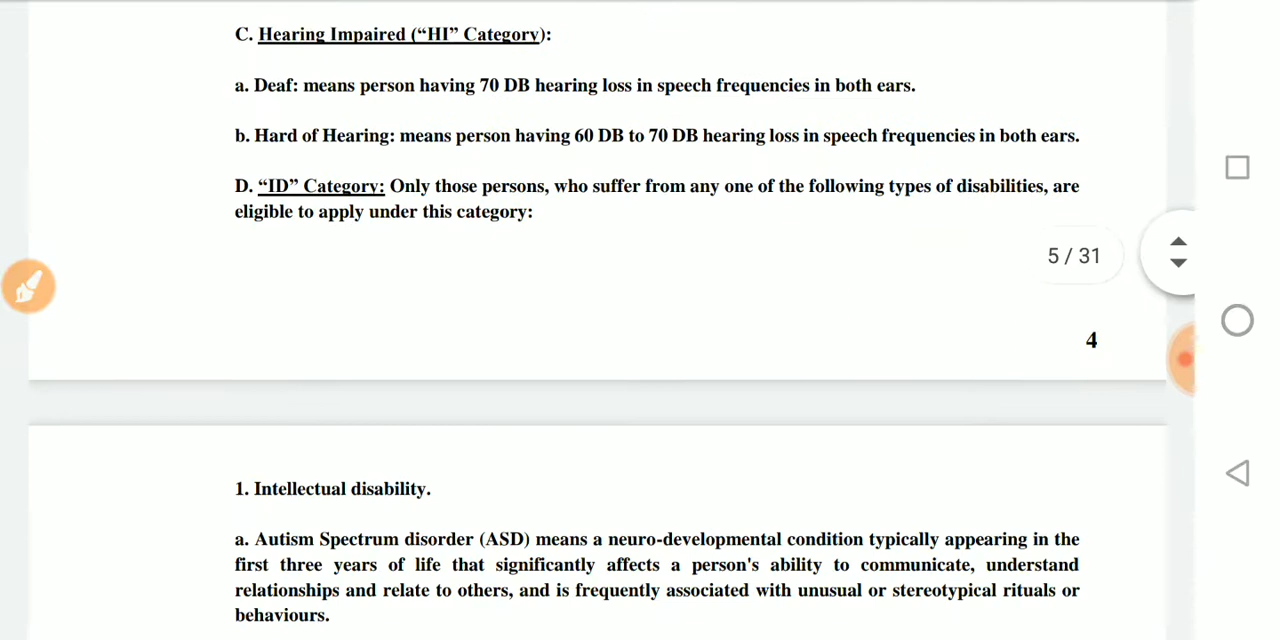 C. Hearing Impaired (“HI” Category):
a. Deaf: means person having 70 DB hearing loss in speech frequencies in both ears.
b. Hard of Hearing: means person having 60 DB to 70 DB hearing loss in speech frequencies in both ears.
D. “ID” Category: Only those persons, who suffer from any one of the following types of disabilities, are
eligible to apply under this category:
5 / 31
4
1. Intellectual disability.
a. Autism Spectrum disorder (ASD) means a neuro-developmental condition typically appearing in the
first three years of life that significantly affects a person's ability to communicate, understand
relationships and relate to others, and is frequently associated with unusual or stereotypical rituals or
behaviours.